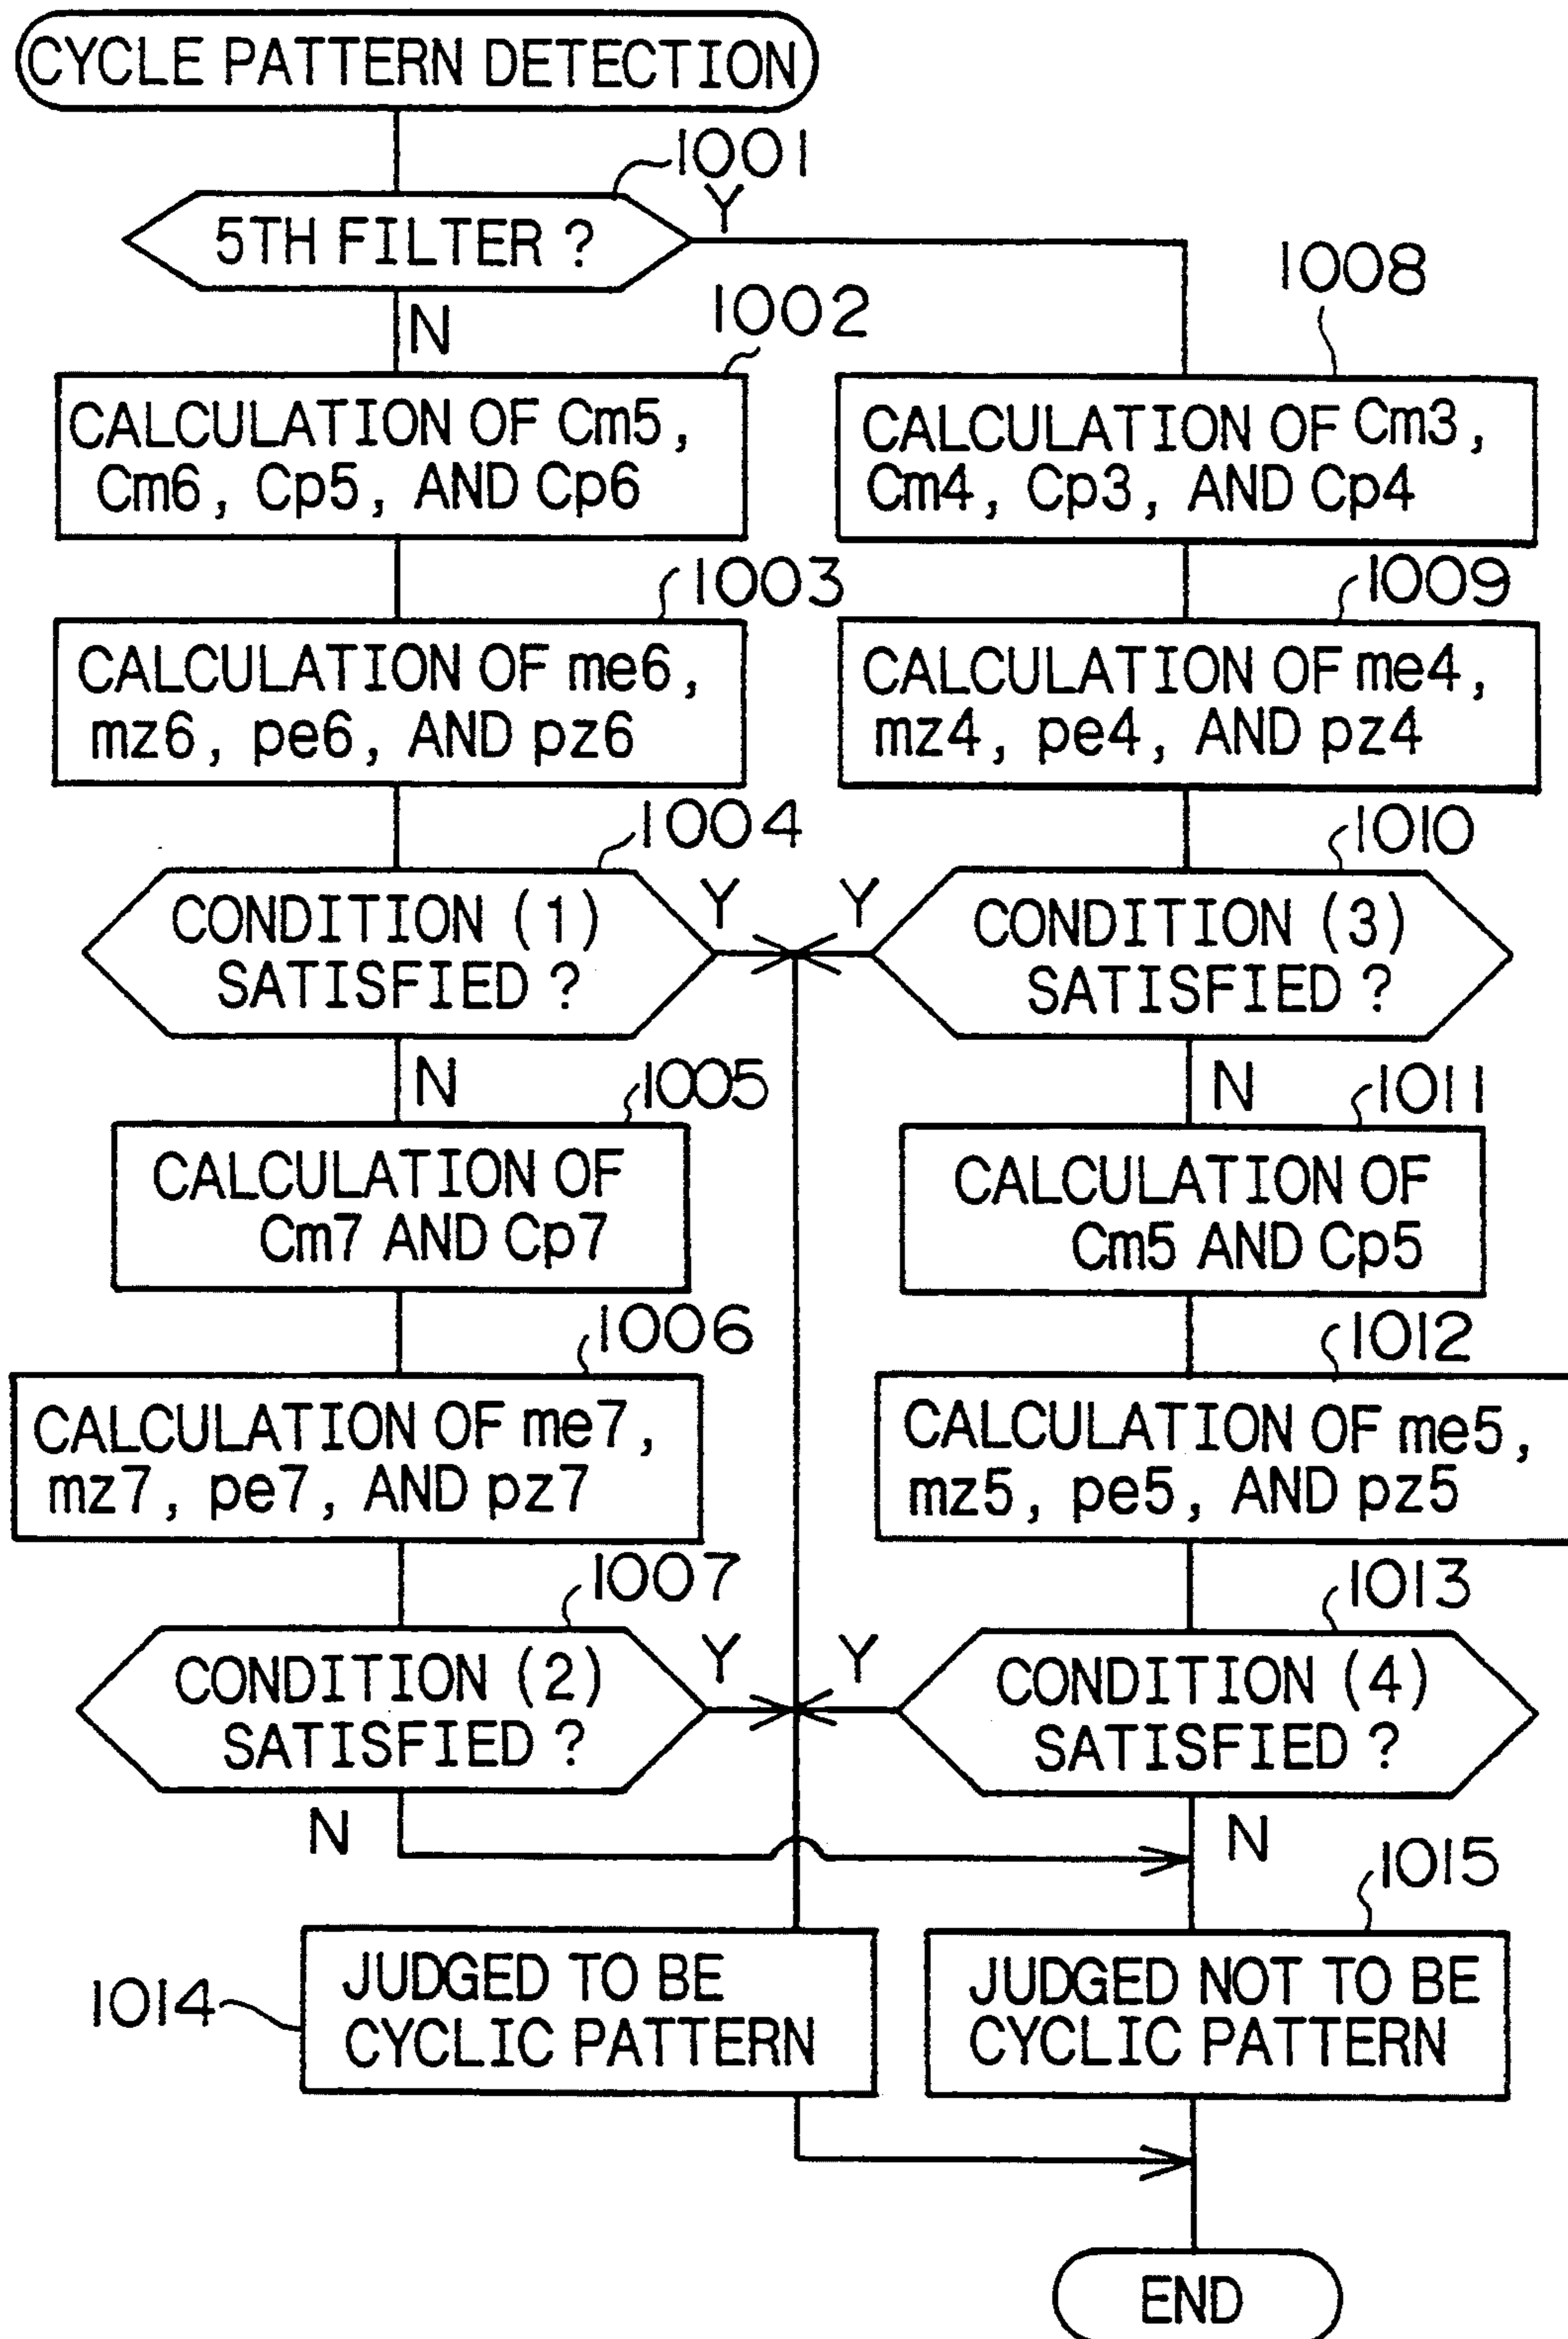 CYCLE PATTERN DETECTION
1001
5TH FILTER ?
Y
N
1002
CALCULATION OF Cm5,
Cm6, Cp5, AND Cp6
1003
CALCULATION OF me6,
mz6, pe6, AND pz6
1004
CONDITION (1)
SATISFIED ?
Y
N
1005
CALCULATION OF
Cm7 AND Cp7
1006
CALCULATION OF me7,
mz7, pe7, AND pz7
1007
CONDITION (2)
SATISFIED ?
Y
N
1008
CALCULATION OF Cm3,
Cm4, Cp3, AND Cp4
1009
CALCULATION OF me4,
mz4, pe4, AND pz4
1010
CONDITION (3)
SATISFIED ?
Y
N
1011
CALCULATION OF
Cm5 AND Cp5
1012
CALCULATION OF me5,
mz5, pe5, AND pz5
1013
CONDITION (4)
SATISFIED ?
Y
N
1014
JUDGED TO BE
CYCLIC PATTERN
1015
JUDGED NOT TO BE
CYCLIC PATTERN
END